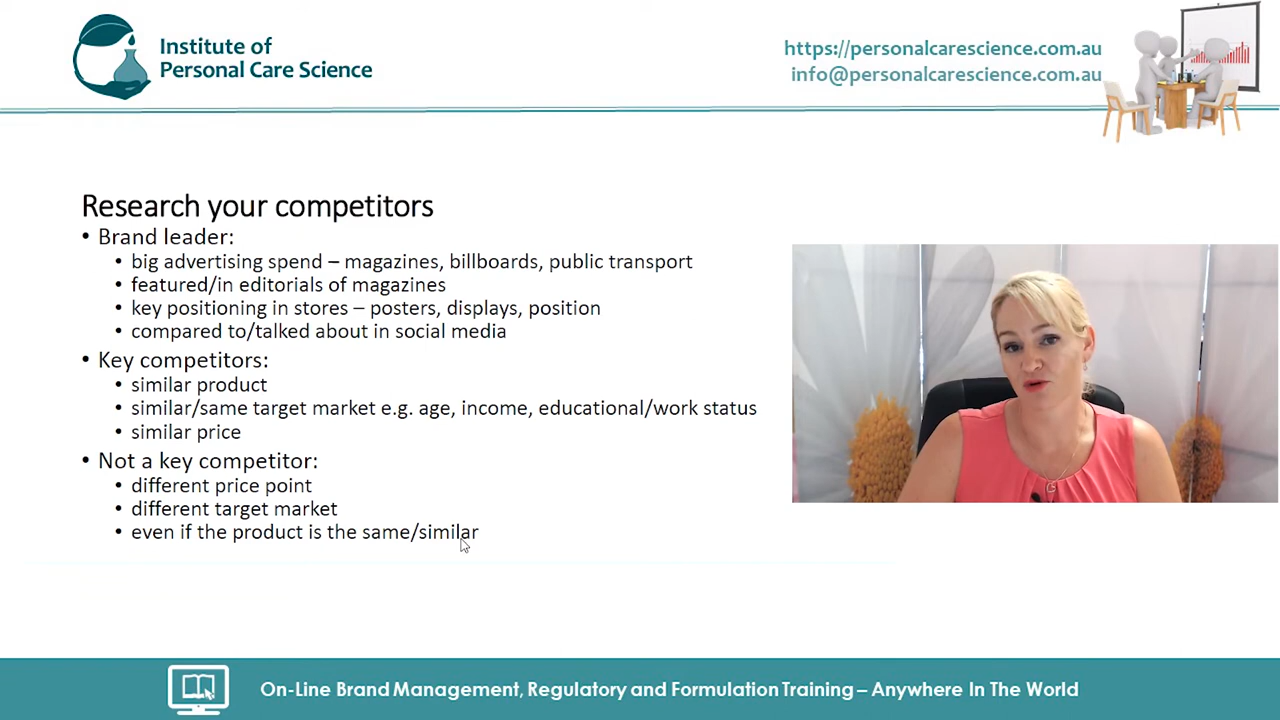 Institute of
Personal Care Science
https://personalcarescience.com.au
info@personalcarescience.com.au
Research your competitors
• Brand leader:
• big advertising spend – magazines, billboards, public transport
• featured/in editorials of magazines
• key positioning in stores – posters, displays, position
• compared to/talked about in social media
• Key competitors:
• similar product
• similar/same target market e.g. age, income, educational/work status
• similar price
• Not a key competitor:
• different price point
• different target market
• even if the product is the same/similar
On-Line Brand Management, Regulatory and Formulation Training – Anywhere In The World